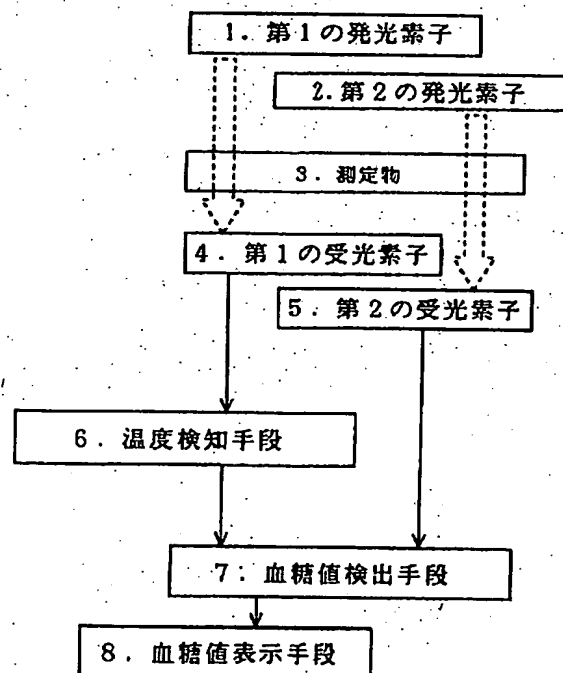 1. 第1の発光素子
2. 第2の発光素子
3. 測定物
4. 第1の受光素子
5. 第2の受光素子
6. 温度検知手段
7. 血糖値検出手段
8. 血糖値表示手段